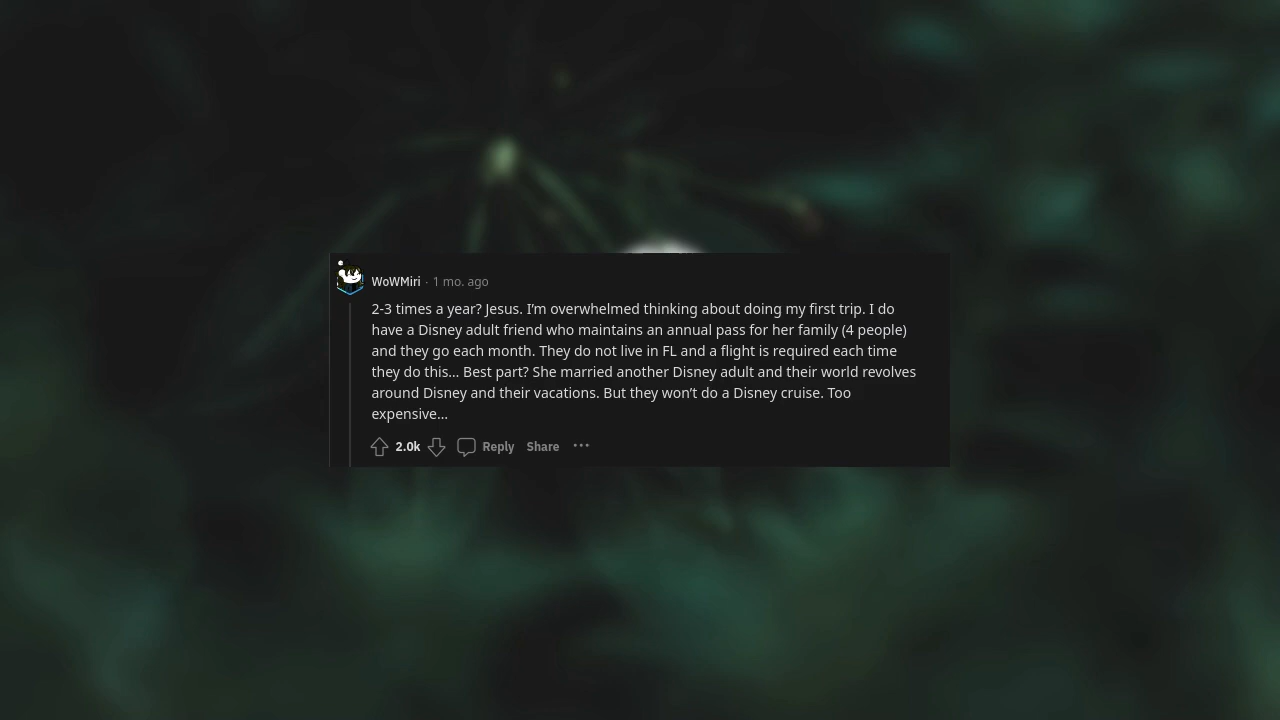 WoWMiri · 1 mo. ago
2-3 times a year? Jesus. I’m overwhelmed thinking about doing my first trip. I do
have a Disney adult friend who maintains an annual pass for her family (4 people)
and they go each month. They do not live in FL and a flight is required each time
they do this... Best part? She married another Disney adult and their world revolves
around Disney and their vacations. But they won’t do a Disney cruise. Too
expensive...
2.0k Reply Share ···